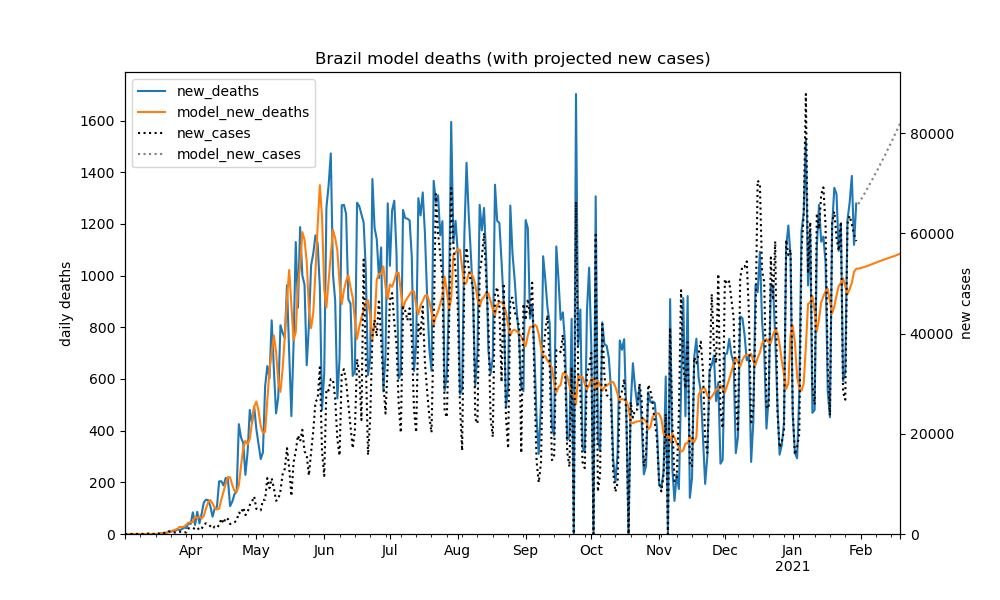 Brazil model deaths (with projected new cases)
new_deaths
model_new_deaths
new_cases
model_new_cases
daily deaths
1600
1400
1200
1000
800
600
400
200
0
80000
60000
40000
20000
0
new cases
Apr May Jun Jul Aug Sep Oct Nov Dec Jan Feb
2021